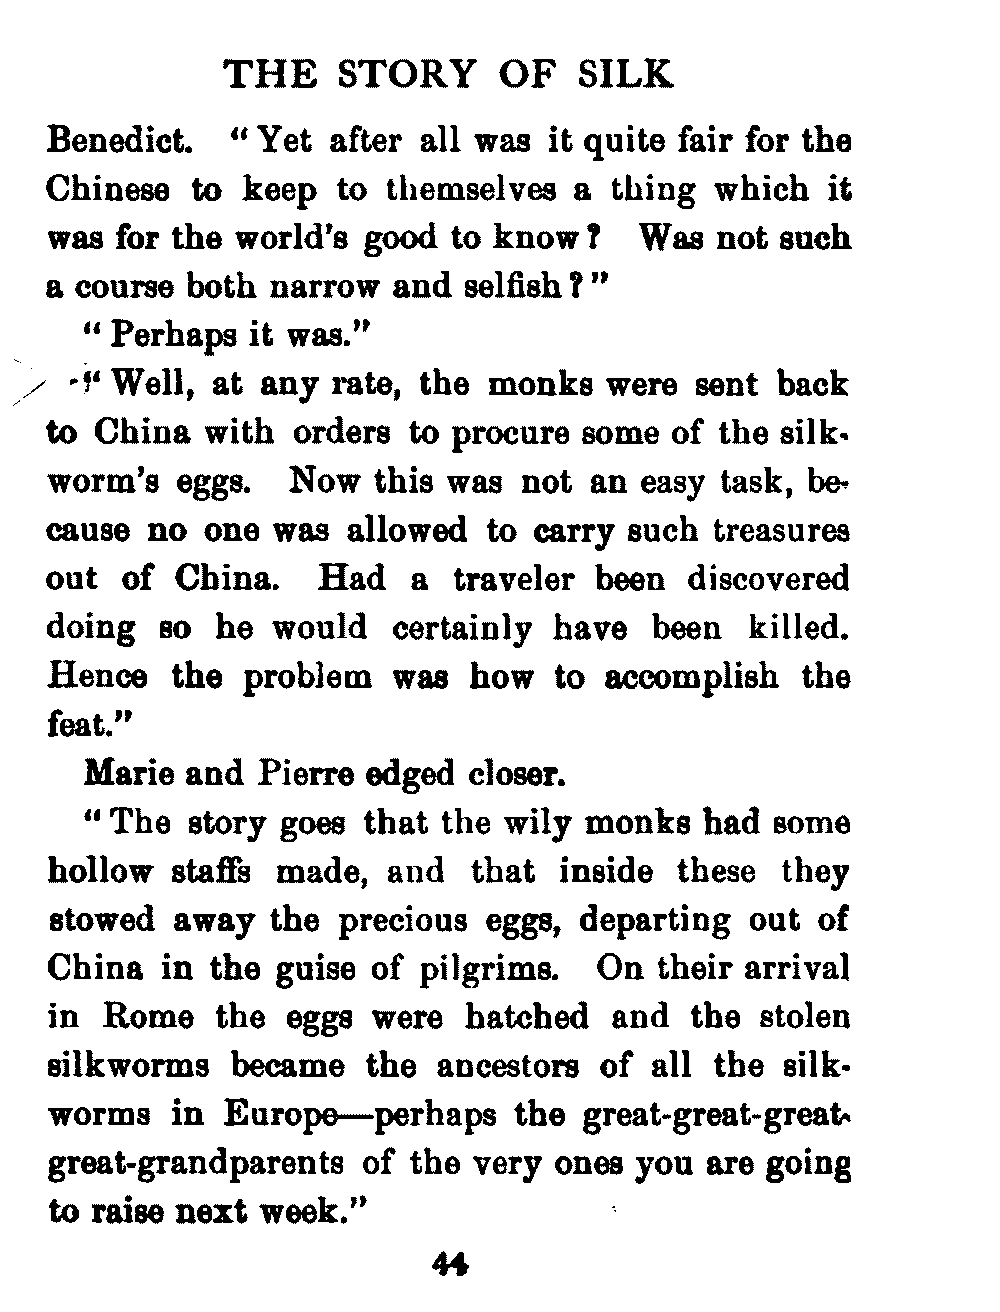 THE STORY OF SILK
Benedict. "Yet after all was it quite fair for the
Chinese to keep to themselves a thing which it
was for the world's good to know? Was not such
a course both narrow and selfish?"
"Perhaps it was."
"Well, at any rate, the monks were sent back
to China with orders to procure some of the silk-
worm's eggs. Now this was not an easy task, be-
cause no one was allowed to carry such treasures
out of China. Had a traveler been discovered
doing so he would certainly have been killed.
Hence the problem was how to accomplish the
feat."
Marie and Pierre edged closer.
"The story goes that the wily monks had some
hollow staffs made, and that inside these they
stowed away the precious eggs, departing out of
China in the guise of pilgrims. On their arrival
in Rome the eggs were hatched and the stolen
silkworms became the ancestors of all the silk-
worms in Europe—perhaps the great-great-great-
great-grandparents of the very ones you are going
to raise next week."
44